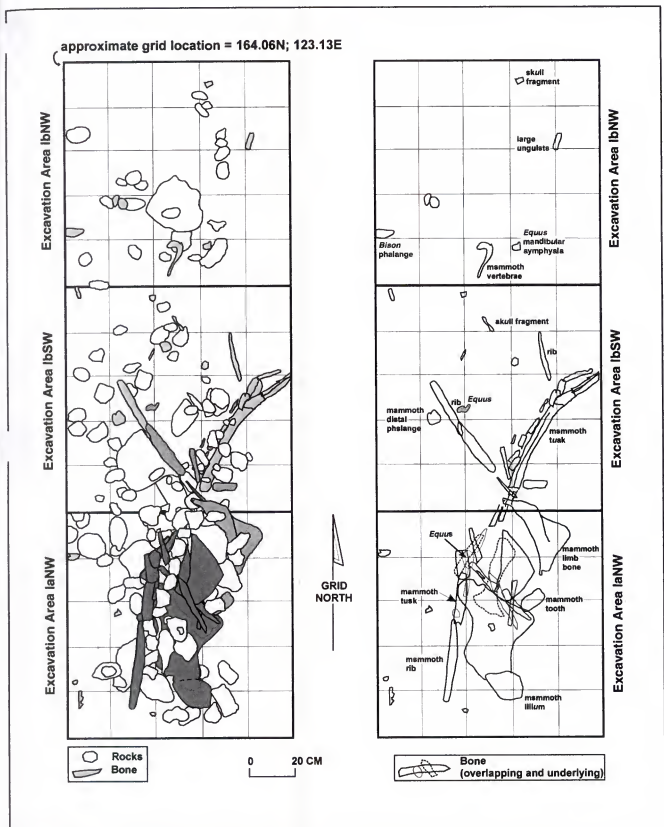 approximate grid location = 164.06N; 123.13E
Excavation Area IbNW
Excavation Area IbSW
Excavation Area IaNW
Rocks
Bone
0 20 CM
GRID
NORTH
skull
fragment
large
ungulate
Bison
phalange
Equus
mandibular
symphysis
mammoth
vertebrae
Excavation Area IbNW
skull fragment
rib
rib
Equus
mammoth
distal
phalange
mammoth
tusk
Excavation Area IbSW
Equus
mammoth
limb
bone
mammoth
tusk
mammoth
tooth
mammoth
rib
mammoth
illium
Excavation Area IaNW
Bone
(overlapping and underlying)